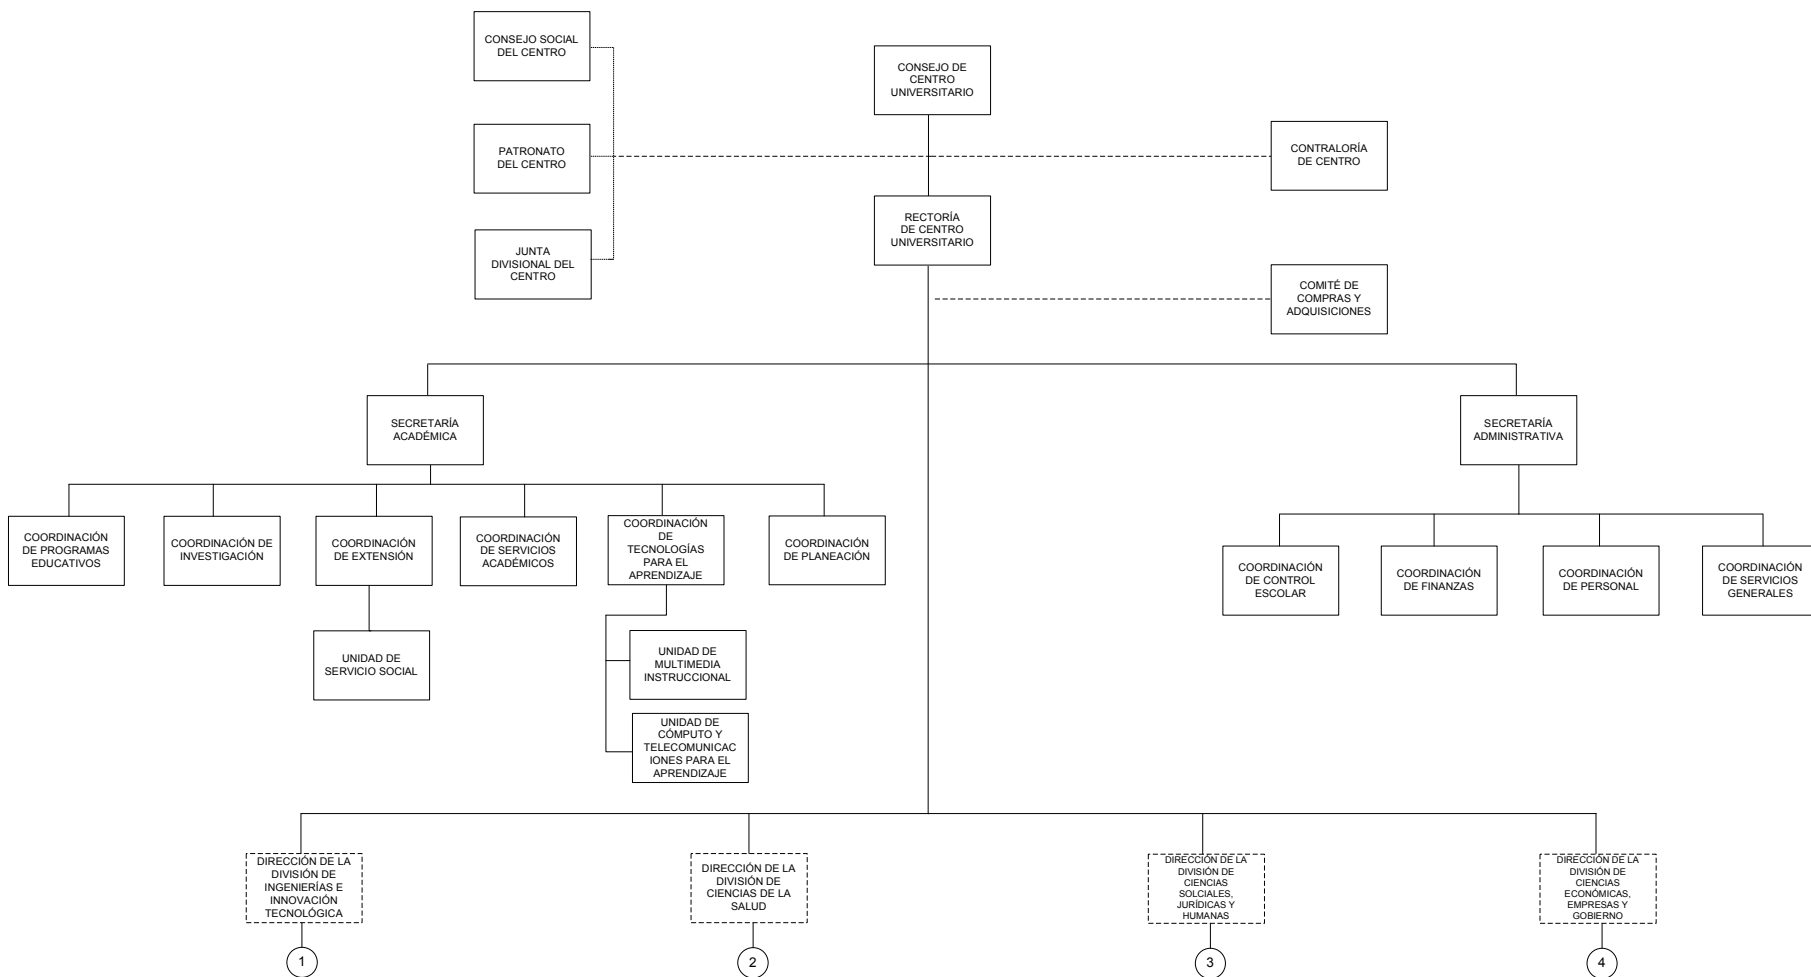 CONSEJO SOCIAL
DEL CENTRO
CONSEJO DE
CENTRO
UNIVERSITARIO
PATRONATO
DEL CENTRO
CONTRALORÍA
DE CENTRO
RECTORÍA
DE CENTRO
UNIVERSITARIO
JUNTA
DIVISIONAL DEL
CENTRO
COMITÉ DE
COMPRAS Y
ADQUISICIONES
SECRETARÍA
ACADÉMICA
SECRETARÍA
ADMINISTRATIVA
COORDINACIÓN
DE PROGRAMAS
EDUCATIVOS
COORDINACIÓN DE
INVESTIGACIÓN
COORDINACIÓN
DE EXTENSIÓN
COORDINACIÓN
DE SERVICIOS
ACADÉMICOS
COORDINACIÓN
DE
TECNOLOGÍAS
PARA EL
APRENDIZAJE
COORDINACIÓN
DE PLANEACIÓN
COORDINACIÓN
DE CONTROL
ESCOLAR
COORDINACIÓN
DE FINANZAS
COORDINACIÓN
DE PERSONAL
COORDINACIÓN
DE SERVICIOS
GENERALES
UNIDAD DE
SERVICIO SOCIAL
UNIDAD DE
MULTIMEDIA
INSTRUCCIONAL
UNIDAD DE
CÓMPUTO Y
TELECOMUNICAC
IONES PARA EL
APRENDIZAJE
DIRECCIÓN DE LA
DIVISIÓN DE
INGENIERÍAS E
INNOVACIÓN
TECNOLÓGICA
DIRECCIÓN DE LA
DIVISIÓN DE
CIENCIAS DE LA
SALUD
DIRECCIÓN DE LA
DIVISIÓN DE
CIENCIAS
SOLCIALES,
JURÍDICAS Y
HUMANAS
DIRECCIÓN DE LA
DIVISIÓN DE
CIENCIAS
ECONÓMICAS,
EMPRESAS Y
GOBIERNO
1
2
3
4